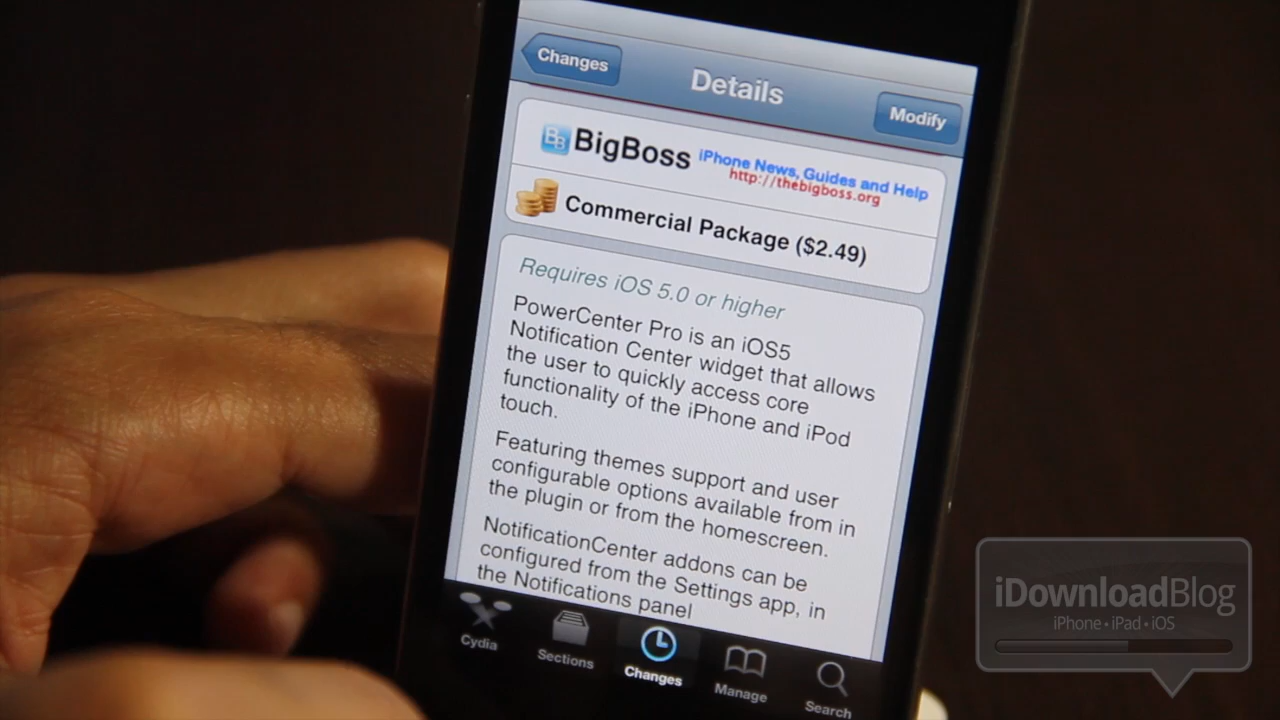 Changes
Details
Modify
BB
BigBoss
iPhone News, Guides and Help
http://thebigboss.org
Commercial Package ($2.49)
Requires iOS 5.0 or higher
PowerCenter Pro is an iOS5
Notification Center widget that allows
the user to quickly access core
functionality of the iPhone and iPod
touch.
Featuring themes support and user
configurable options available from in
the plugin or from the homescreen.
NotificationCenter addons can be
configured from the Settings app, in
the Notifications panel
Cydia
Sections
Changes
Manage
Search
iDownloadBlog
iPhone • iPad • iOS